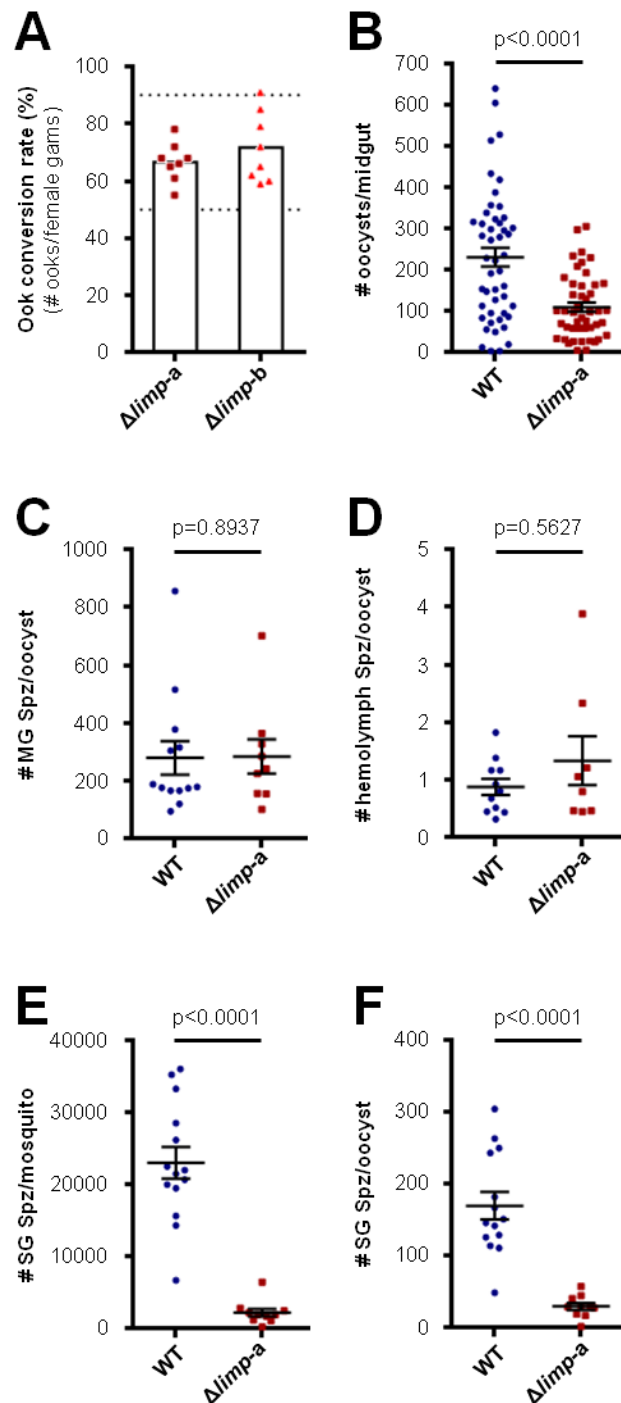 A
Ook conversion rate (%)
(# ooks/female gams)
100
80
60
40
20
0
Δlimp-a
Δlimp-b
B
p<0.0001
#oocysts/midgut
700
600
500
400
300
200
100
0
WT
Δlimp-a
C
p=0.8937
#MG Spz/oocyst
1000
800
600
400
200
0
WT
Δlimp-a
D
p=0.5627
#hemolymph Spz/oocyst
5
4
3
2
1
0
WT
Δlimp-a
E
p<0.0001
#SG Spz/mosquito
40000
30000
20000
10000
0
WT
Δlimp-a
F
p<0.0001
#SG Spz/oocyst
400
300
200
100
0
WT
Δlimp-a